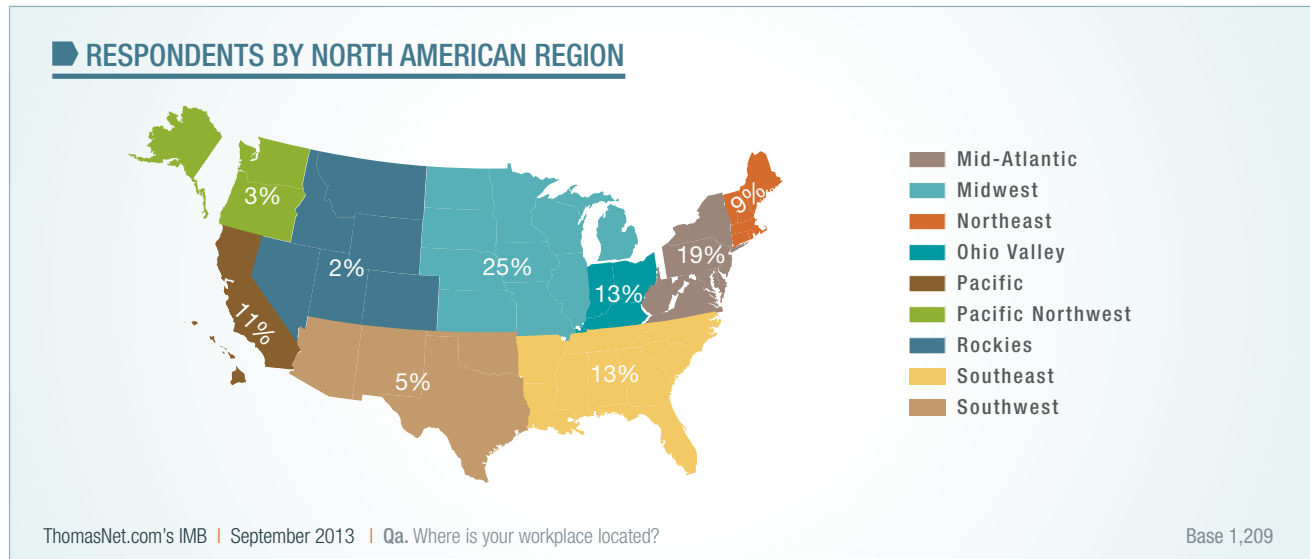 RESPONDENTS BY NORTH AMERICAN REGION
3%
2%
25%
13%
19%
9%
11%
5%
13%
Mid-Atlantic
Midwest
Northeast
Ohio Valley
Pacific
Pacific Northwest
Rockies
Southeast
Southwest
ThomasNet.com's IMB | September 2013 | Qa. Where is your workplace located? Base 1,209